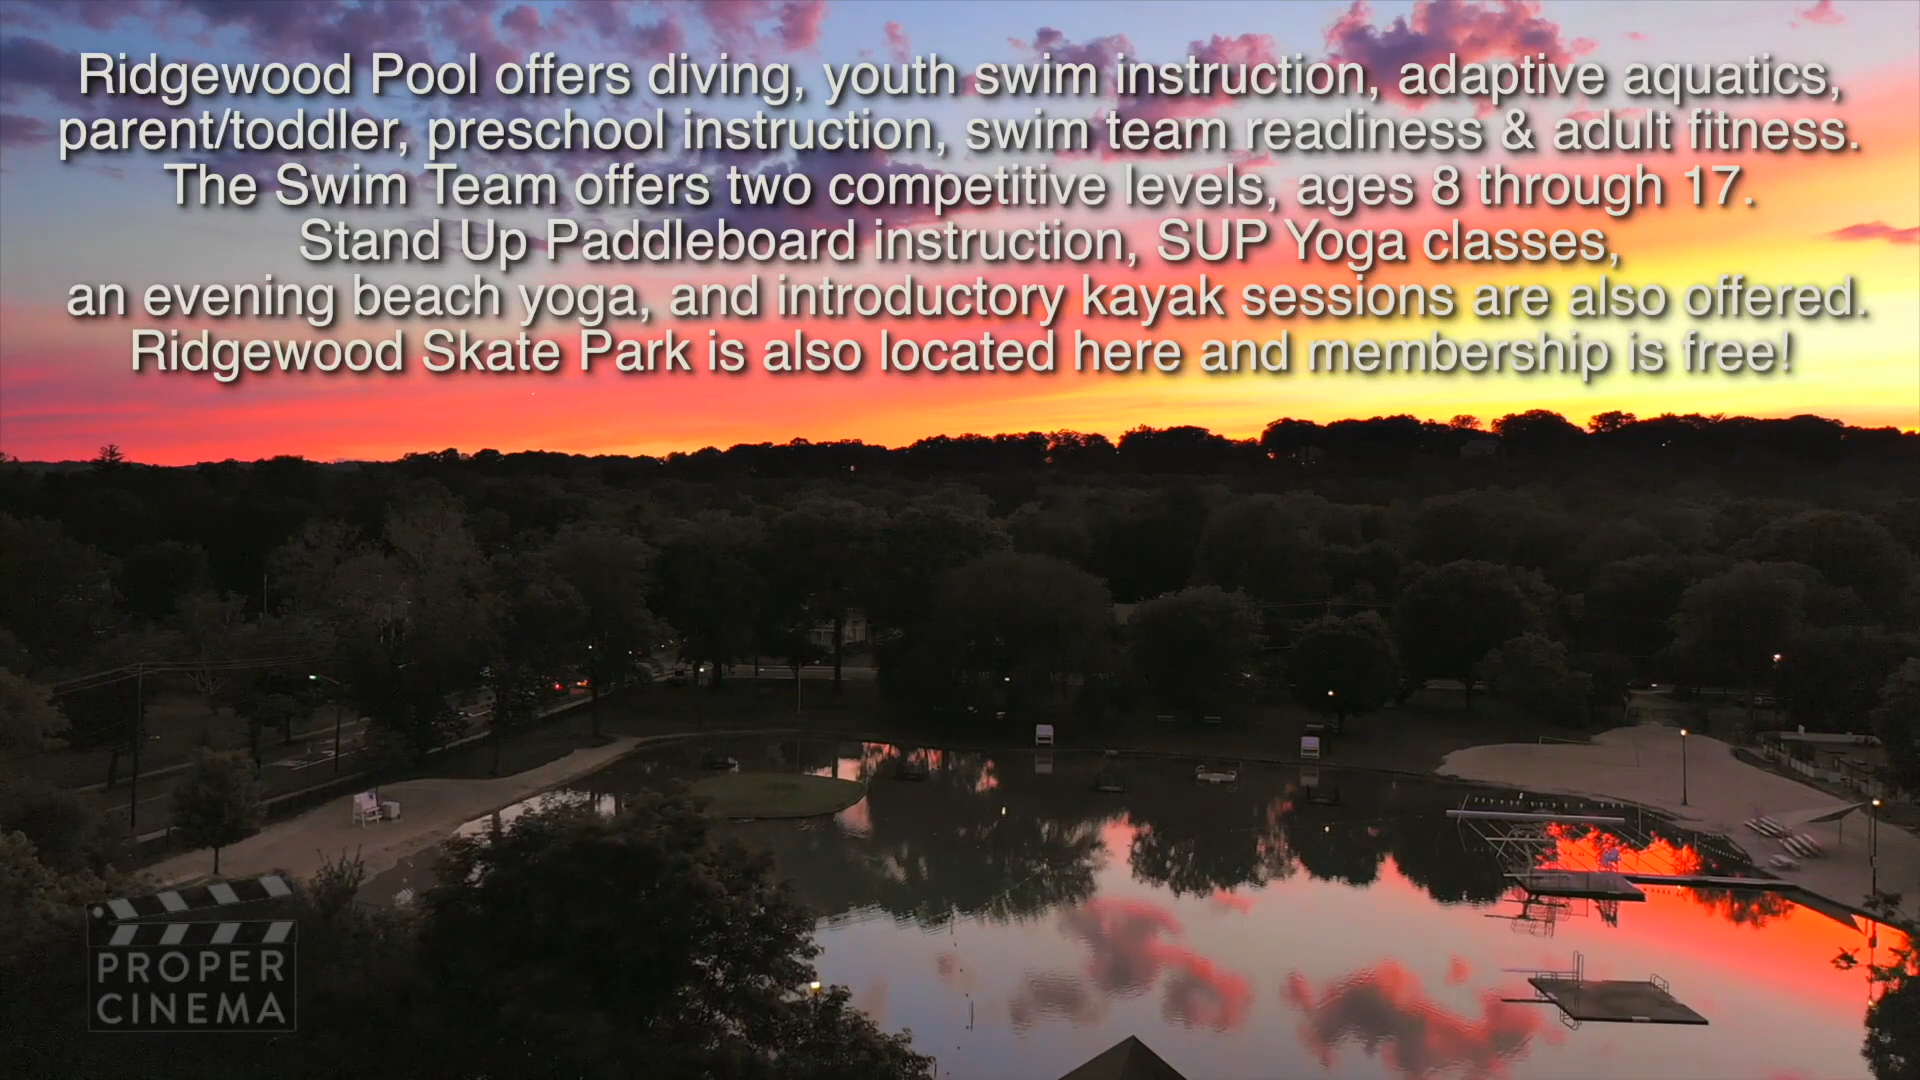 Ridgewood Pool offers diving, youth swim instruction, adaptive aquatics,
parent/toddler, preschool instruction, swim team readiness & adult fitness.
The Swim Team offers two competitive levels, ages 8 through 17.
Stand Up Paddleboard instruction, SUP Yoga classes,
an evening beach yoga, and introductory kayak sessions are also offered.
Ridgewood Skate Park is also located here and membership is free!
PROPER
CINEMA